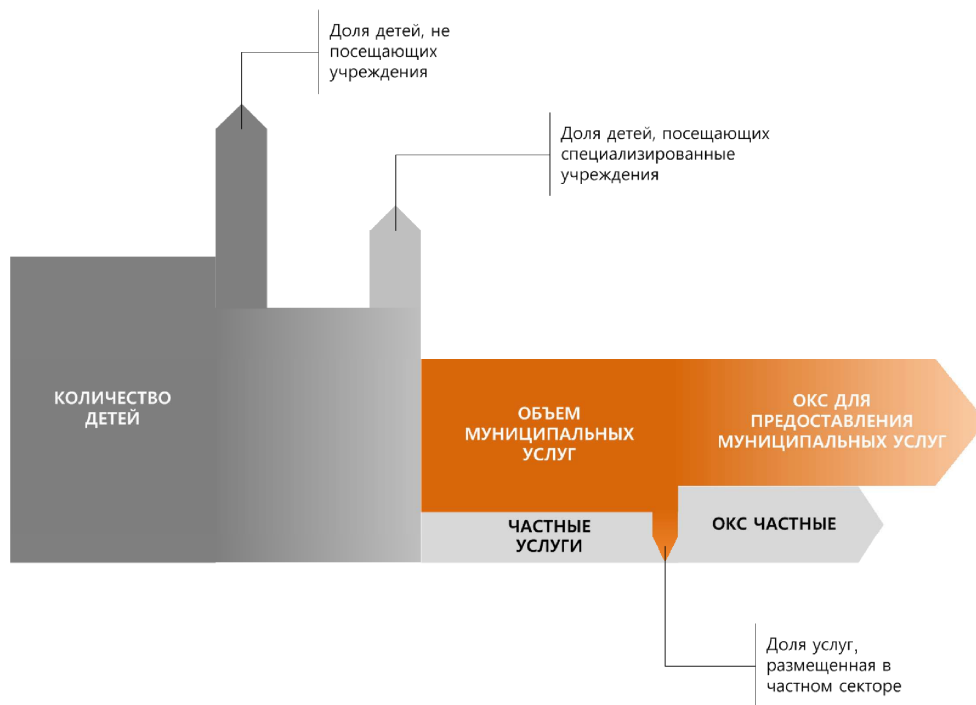 Доля детей, не
посещающих
учреждения
Доля детей, посещающих
специализированные
учреждения
КОЛИЧЕСТВО
ДЕТЕЙ
ОБЪЕМ
МУНИЦИПАЛЬНЫХ
УСЛУГ
ОКС ДЛЯ
ПРЕДОСТАВЛЕНИЯ
МУНИЦИПАЛЬНЫХ УСЛУГ
ЧАСТНЫЕ
УСЛУГИ
ОКС ЧАСТНЫЕ
Доля услуг,
размещенная в
частном секторе